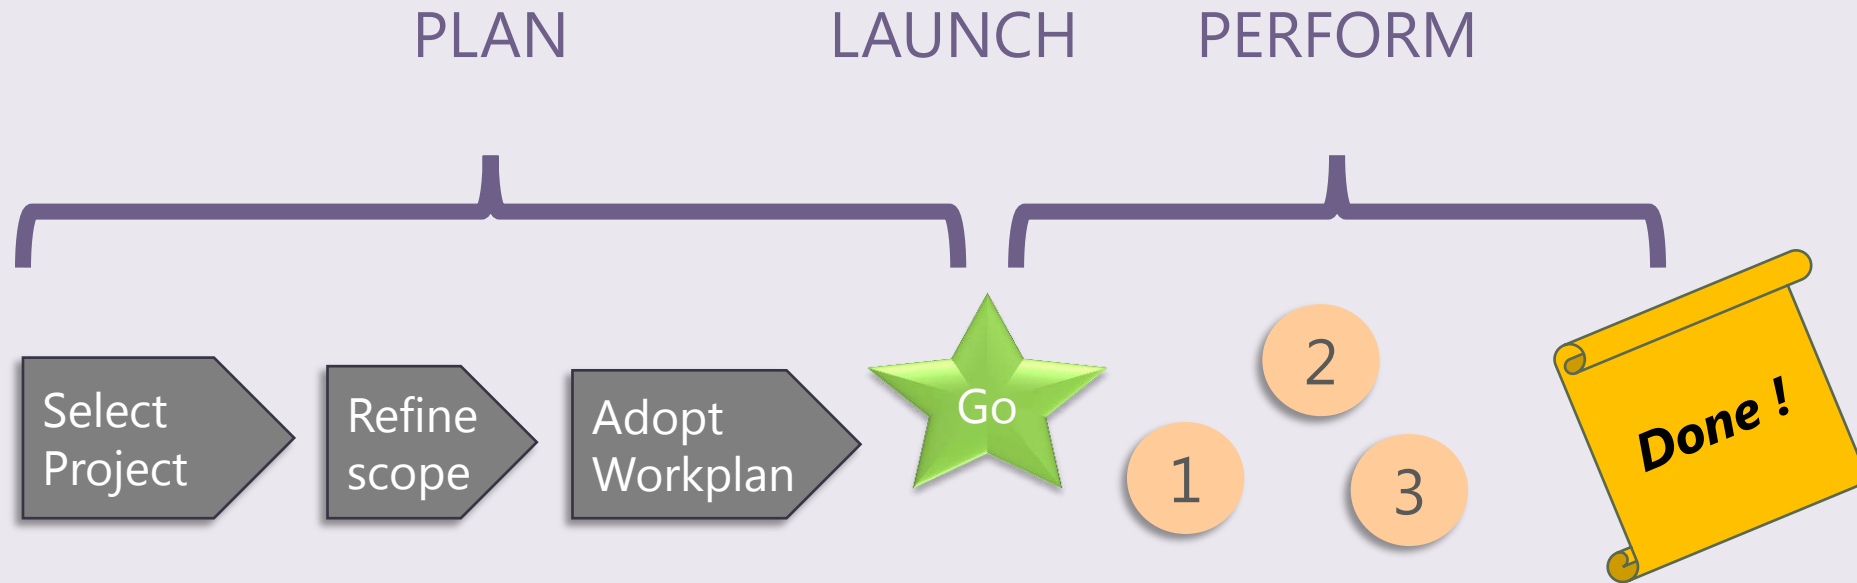 PLAN LAUNCH PERFORM
Select
Project
Refine
scope
Adopt
Workplan
Go
1
2
3
Done !